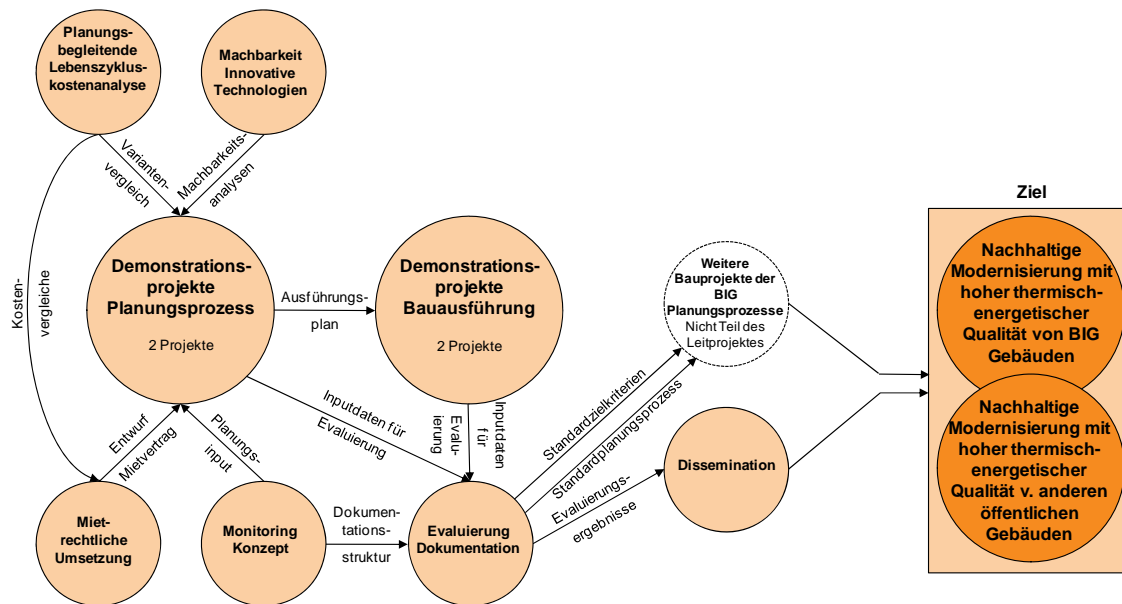 Planungs-
begleitende
Lebenszyklus-
kostenanalyse
Machbarkeit
Innovative
Technologien
Varianten-
vergleich
Machbarkeits-
analysen
Kosten-
vergleiche
Demonstrations-
projekte
Planungsprozess
2 Projekte
Ausführungs-
plan
Demonstrations-
projekte
Bauausführung
2 Projekte
Weitere
Bauprojekte der
BIG
Planungsprozesse
Nicht Teil des
Leitprojektes
Ziel
Nachhaltige
Modernisierung mit
hoher thermisch-
energetischer
Qualität von BIG
Gebäuden
Nachhaltige
Modernisierung mit
hoher thermisch-
energetischer
Qualität v. anderen
öffentlichen
Gebäuden
Entwurf
Mietvertrag
Planungs-
input
Inputdaten für
Evaluierung
Inputdaten
für
Evalu-
ierung
Standardzielkriterien
Standardplanungsprozess
Evaluierungs-
ergebnisse
Dissemination
Miet-
rechtliche
Umsetzung
Monitoring
Konzept
Dokumen-
tations-
struktur
Evaluierung
Dokumentation